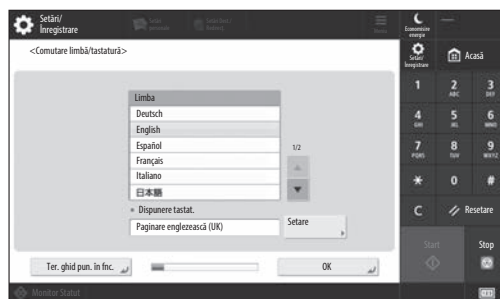 Setări/
Înregistrare
<Comutare limbă/tastatură>
Limba
Deutsch
English
Español
Français
Italiano
日本語
1/2
Dispunere tastat.
Paginare englezească (UK)
Setare
Ter. ghid pun. în fnc.
OK
Monitor Statut
Economisire
energie
Setări/
Înregistrare
Acasă
1
2
ABC
3
DEF
4
GHI
5
JKL
6
MNO
7
PQRS
8
TUV
9
WXYZ
*
0
#
C
Resetare
Start
Stop